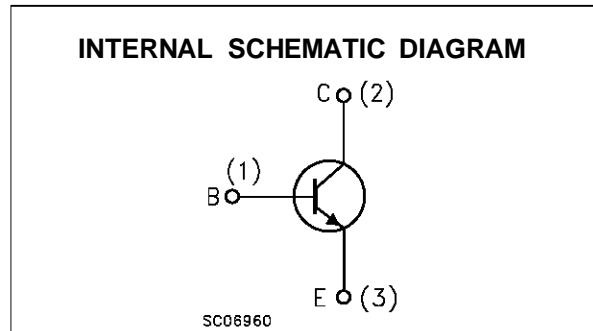 INTERNAL SCHEMATIC DIAGRAM
C (2)
(1)
B
E (3)
SC06960